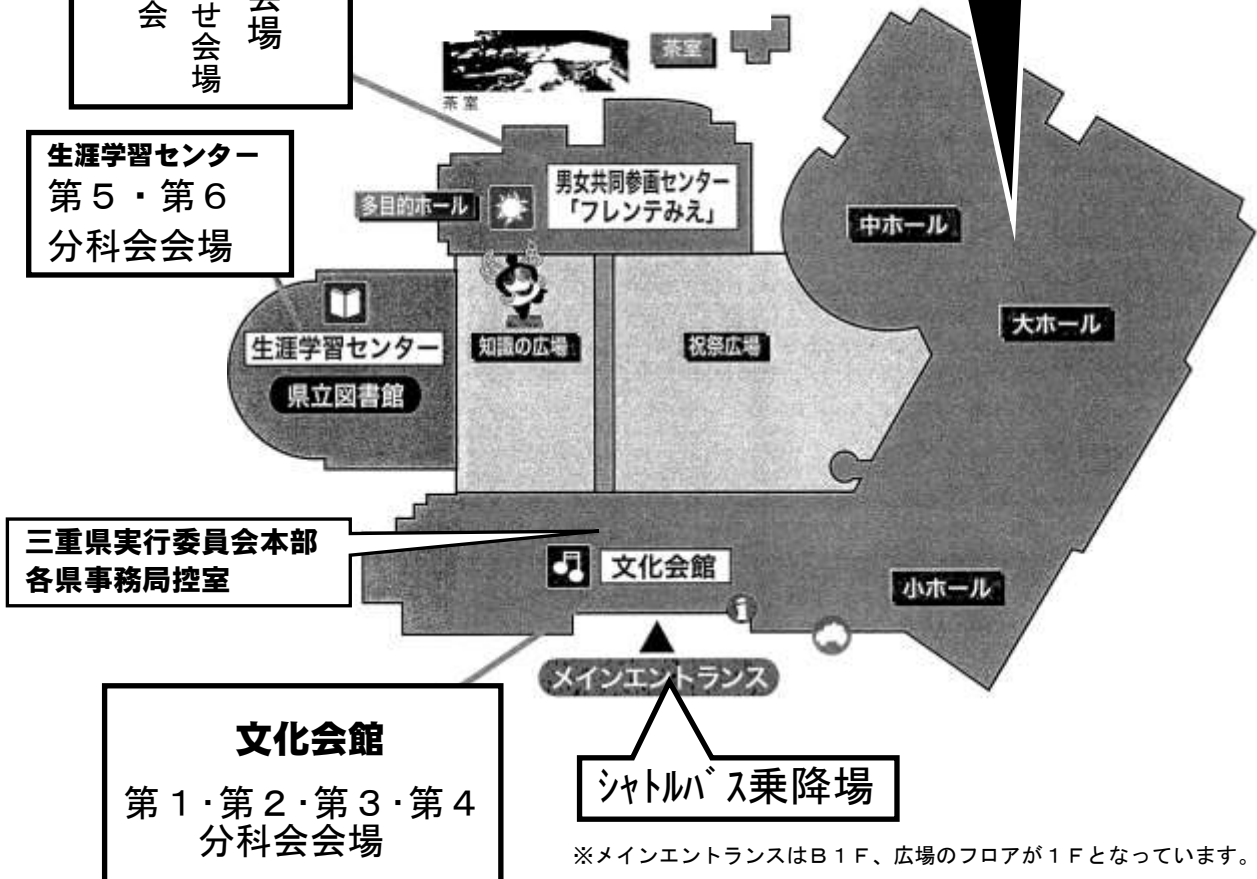 場
せ会場
会
茶室
茶室
生涯学習センター
第５・第６
分科会会場
男女共同参画センター
「フレンテみえ」
多目的ホール
中ホール
大ホール
生涯学習センター
県立図書館
知識の広場
祝祭広場
三重県実行委員会本部
各県事務局控室
文化会館
小ホール
メインエントランス
文化会館
第１・第２・第３・第４
分科会会場
ｼｬﾄﾙﾊﾞｽ乗降場
※メインエントランスはＢ１Ｆ、広場のフロアが１Ｆとなっています。